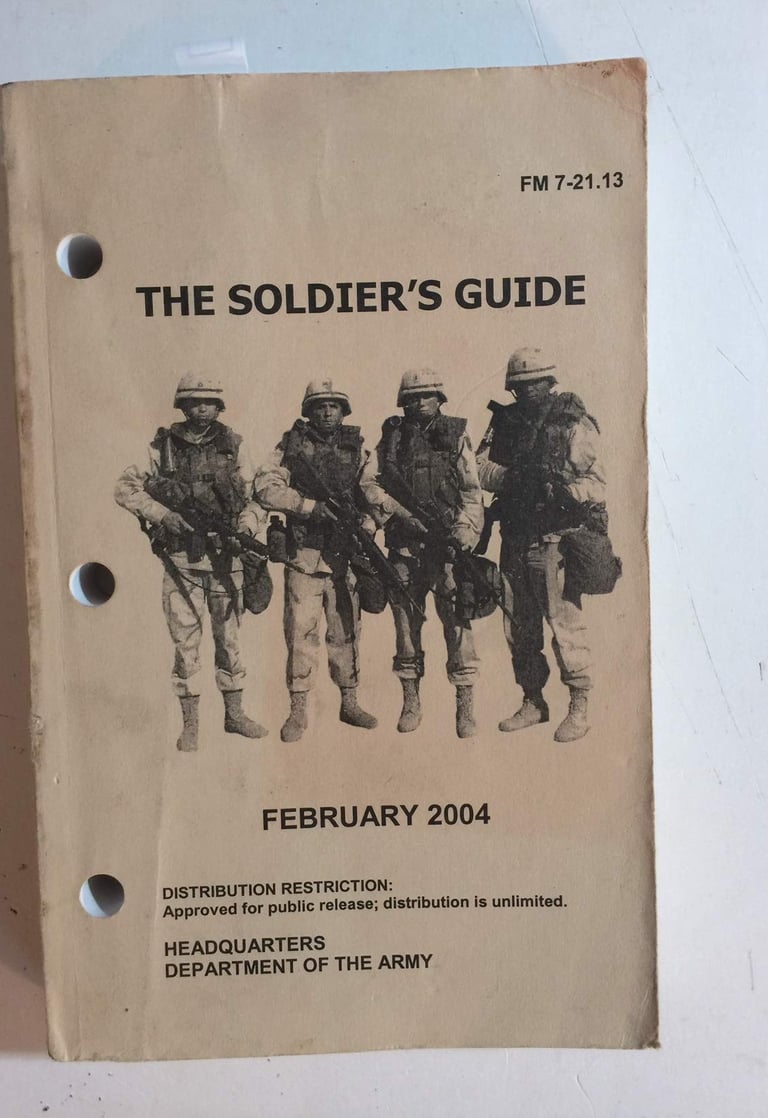 FM 7-21.13
THE SOLDIER'S GUIDE
FEBRUARY 2004
DISTRIBUTION RESTRICTION:
Approved for public release; distribution is unlimited.
HEADQUARTERS
DEPARTMENT OF THE ARMY